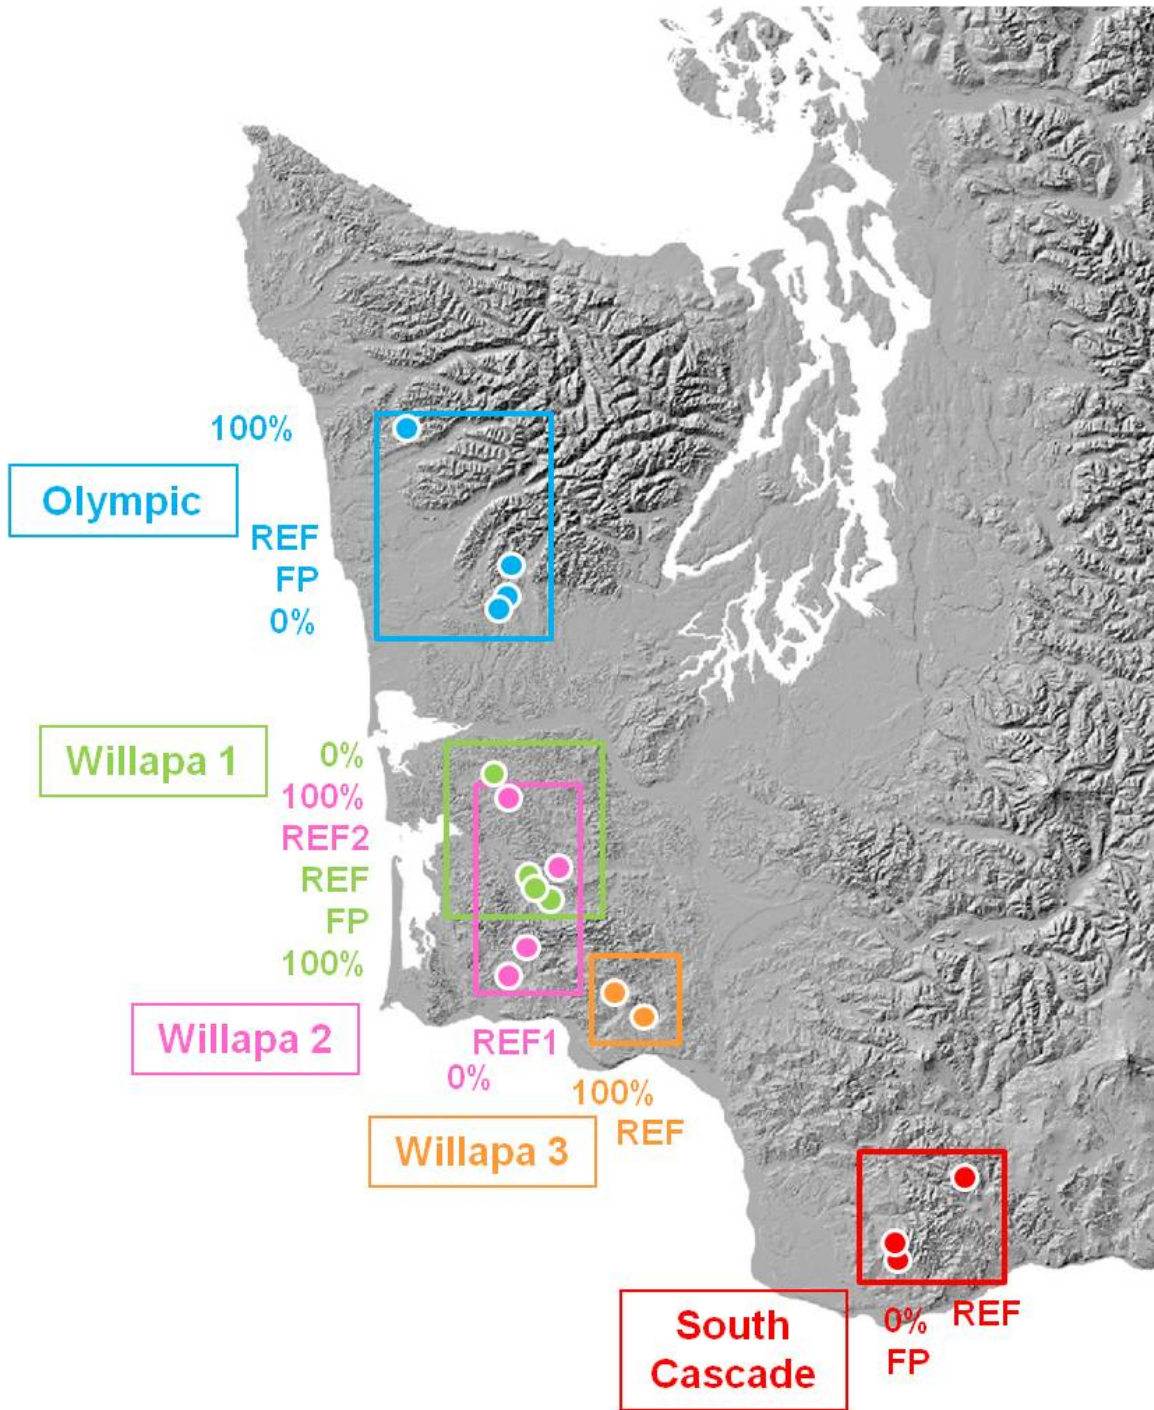 100%
Olympic
REF
FP
0%
Willapa 1
0%
100%
REF2
REF
FP
100%
Willapa 2
REF1
0%
100%
Willapa 3
REF
South
Cascade
0%
REF
FP